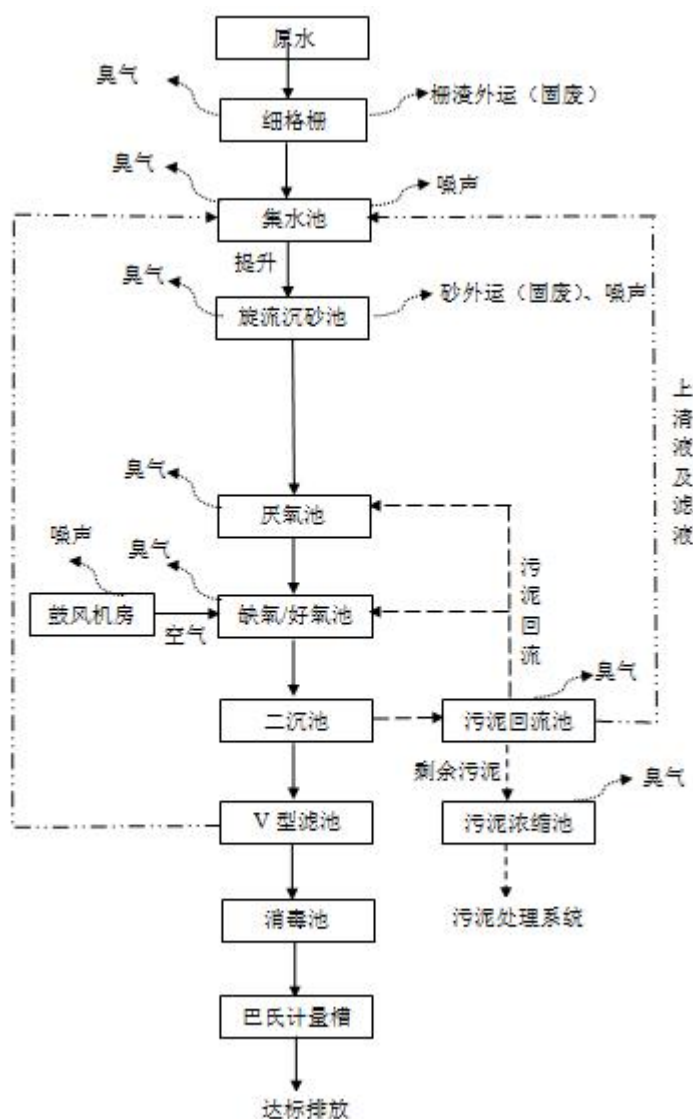 原水
臭气
栅渣外运（固废）
细格栅
臭气
噪声
集水池
提升
臭气
砂外运（固废）、噪声
旋流沉砂池
上清液及滤液
臭气
厌氧池
噪声
臭气
污泥回流
鼓风机房
空气
缺氧/好氧池
臭气
二沉池
污泥回流池
剩余污泥
臭气
V 型滤池
污泥浓缩池
消毒池
污泥处理系统
巴氏计量槽
达标排放